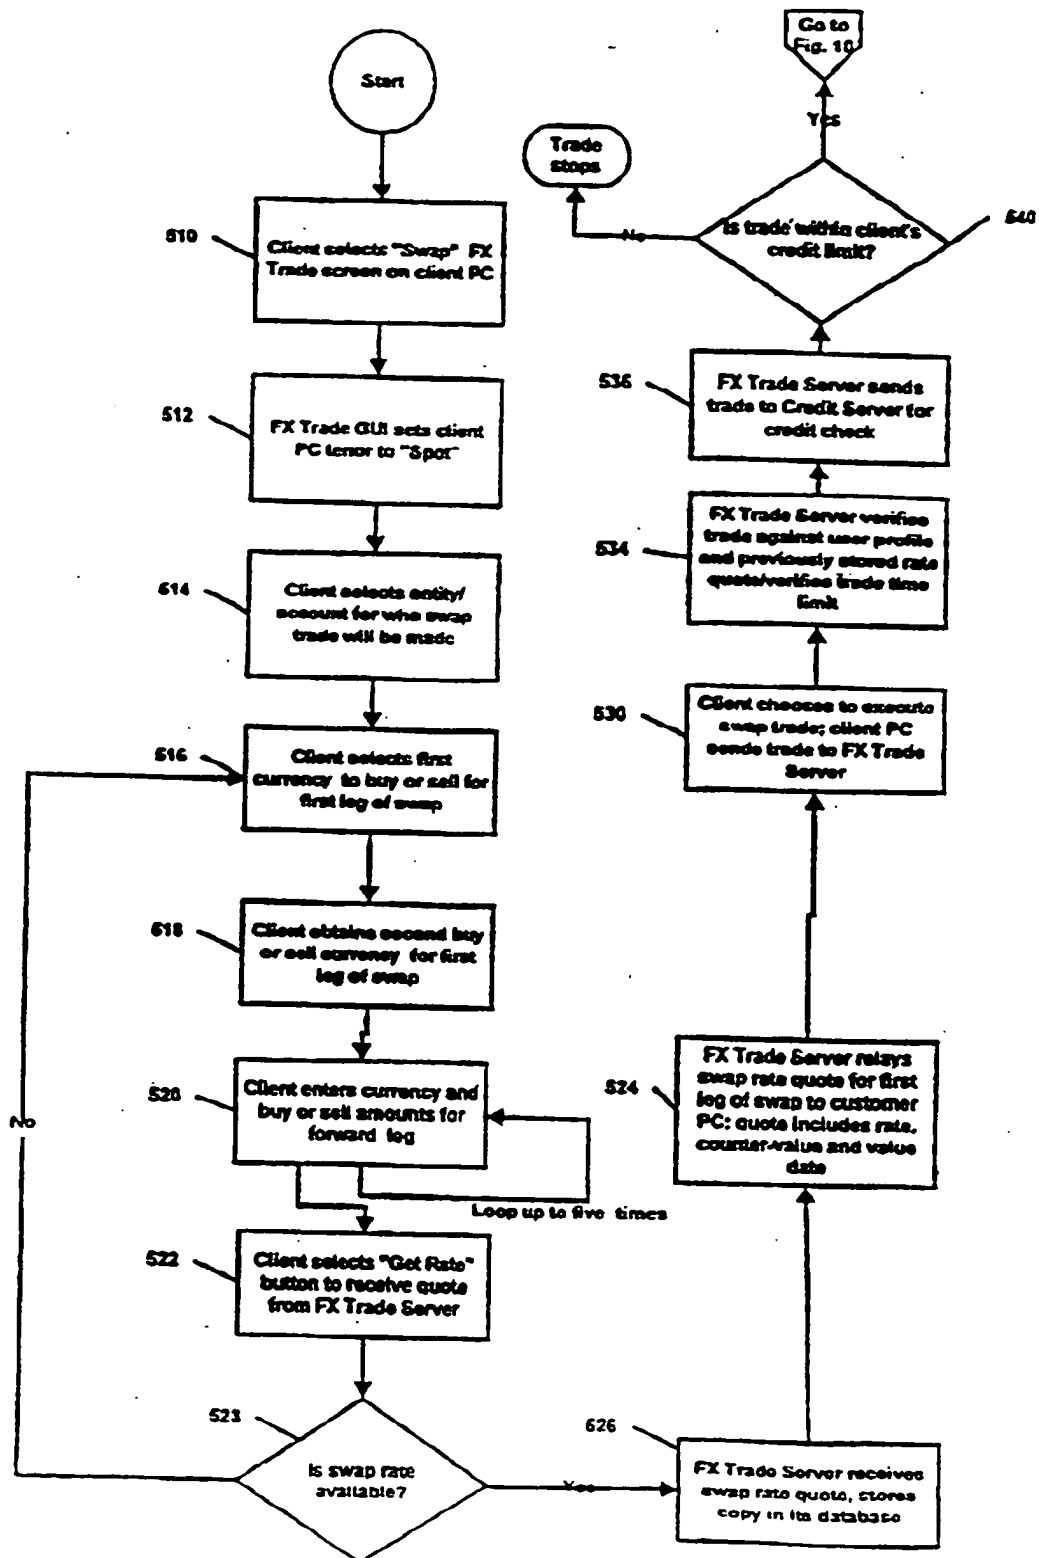 Start
510
Client selects "Swap" FX
Trade screen on client PC
512
FX Trade GUI sets client
PC tenor to "Spot"
514
Client selects entity/
account for who swap
trade will be made
516
Client selects first
currency to buy or sell for
first leg of swap
518
Client obtains second buy
or sell currency for first
leg of swap
520
Client enters currency and
buy or sell amounts for
forward leg
Loop up to five times
522
Client selects "Get Rate"
button to receive quote
from FX Trade Server
523
Is swap rate
available?
No
Yes
526
FX Trade Server receives
swap rate quote, stores
copy in its database
524
FX Trade Server relays
swap rate quote for first
leg of swap to customer
PC: quote includes rate,
counter-value and value
date
530
Client chooses to execute
swap trade; client PC
sends trade to FX Trade
Server
534
FX Trade Server verifies
trade against user profile
and previously stored rate
quote/verifies trade time
limit
536
FX Trade Server sends
trade to Credit Server for
credit check
540
Is trade within client's
credit limit?
No
Trade
stops
Yes
Go to
Fig. 10